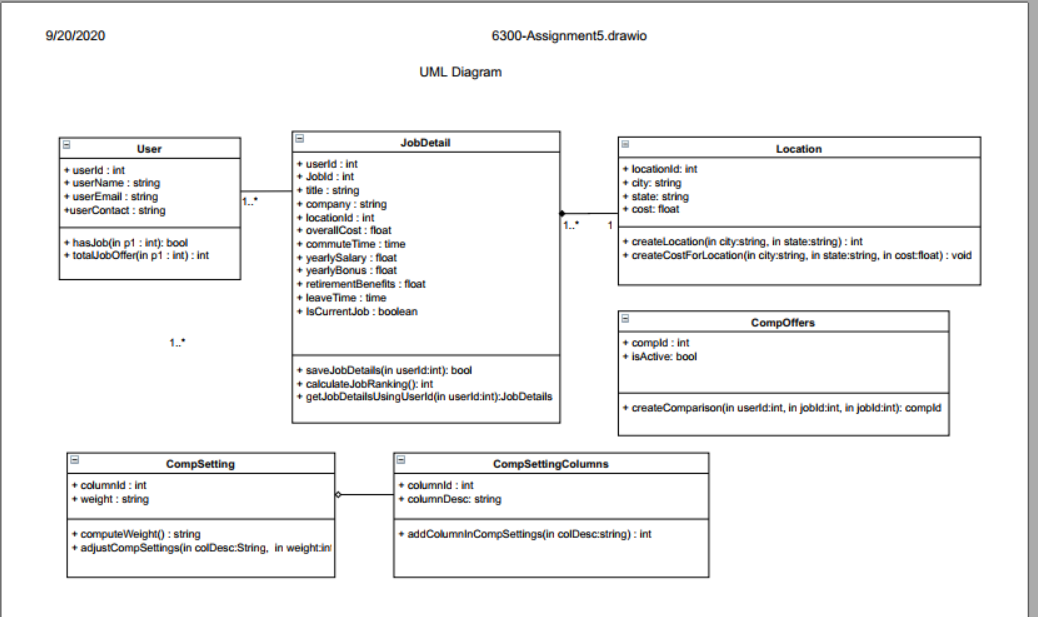 9/20/2020
6300-Assignment5.drawio
UML Diagram
User
+ userId : int
+ userName : string
+ userEmail : string
+userContact : string
+ hasJob(in p1 : int): bool
+ totalJobOffer(in p1 : int) : int
1..*
JobDetail
+ userId : int
+ JobId : int
+ title : string
+ company : string
+ locationId : int
+ overallCost : float
+ commuteTime : time
+ yearlySalary : float
+ yearlyBonus : float
+ retirementBenefits : float
+ leaveTime : time
+ IsCurrentJob : boolean
+ saveJobDetails(in userId:int): bool
+ calculateJobRanking(): int
+ getJobDetailsUsingUserId(in userId:int):JobDetails
1..*
1
Location
+ locationId: int
+ city: string
+ state: string
+ cost: float
+ createLocation(in city:string, in state:string) : int
+ createCostForLocation(in city:string, in state:string, in cost:float) : void
CompOffers
+ compId : int
+ isActive: bool
+ createComparison(in userId:int, in jobId:int, in jobId:int): compId
1..*
CompSetting
+ columnId : int
+ weight : string
+ computeWeight() : string
+ adjustCompSettings(in colDesc:String, in weight:int
CompSettingColumns
+ columnId : int
+ columnDesc: string
+ addColumnInCompSettings(in colDesc:string) : int